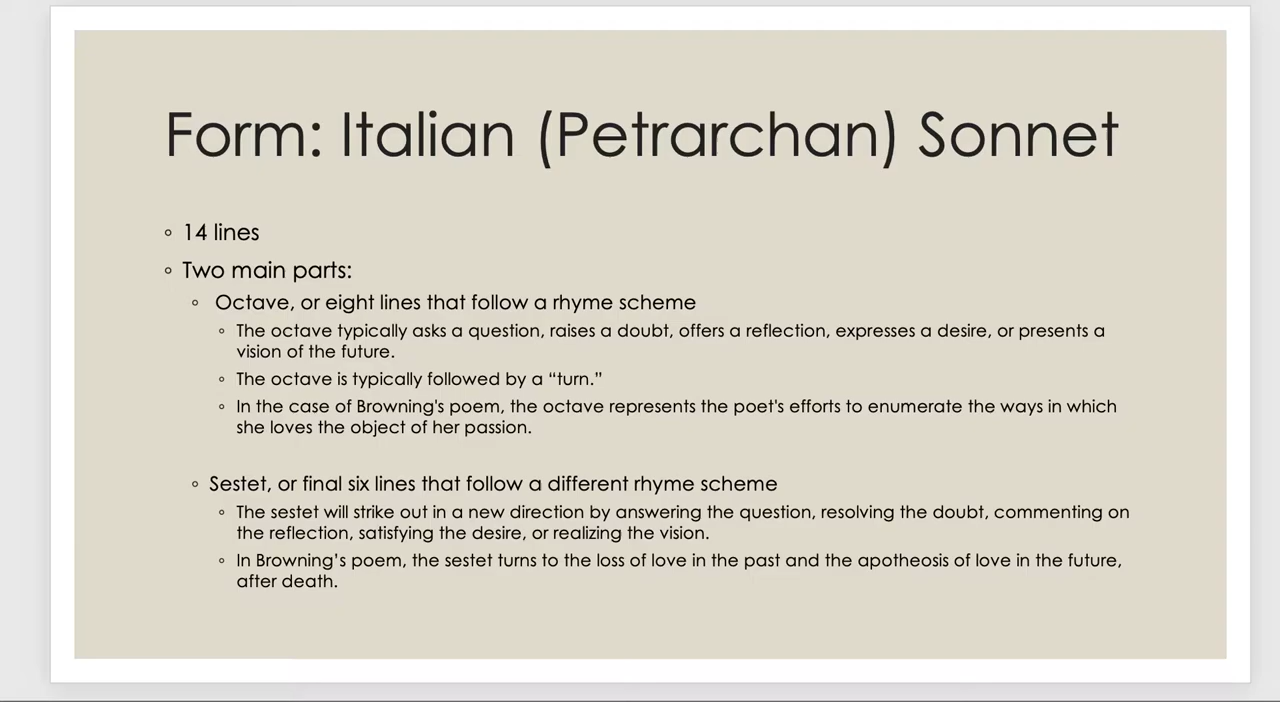 Form: Italian (Petrarchan) Sonnet
◦ 14 lines
◦ Two main parts:
◦ Octave, or eight lines that follow a rhyme scheme
◦ The octave typically asks a question, raises a doubt, offers a reflection, expresses a desire, or presents a
vision of the future.
◦ The octave is typically followed by a “turn.”
◦ In the case of Browning's poem, the octave represents the poet's efforts to enumerate the ways in which
she loves the object of her passion.
◦ Sestet, or final six lines that follow a different rhyme scheme
◦ The sestet will strike out in a new direction by answering the question, resolving the doubt, commenting on
the reflection, satisfying the desire, or realizing the vision.
◦ In Browning’s poem, the sestet turns to the loss of love in the past and the apotheosis of love in the future,
after death.